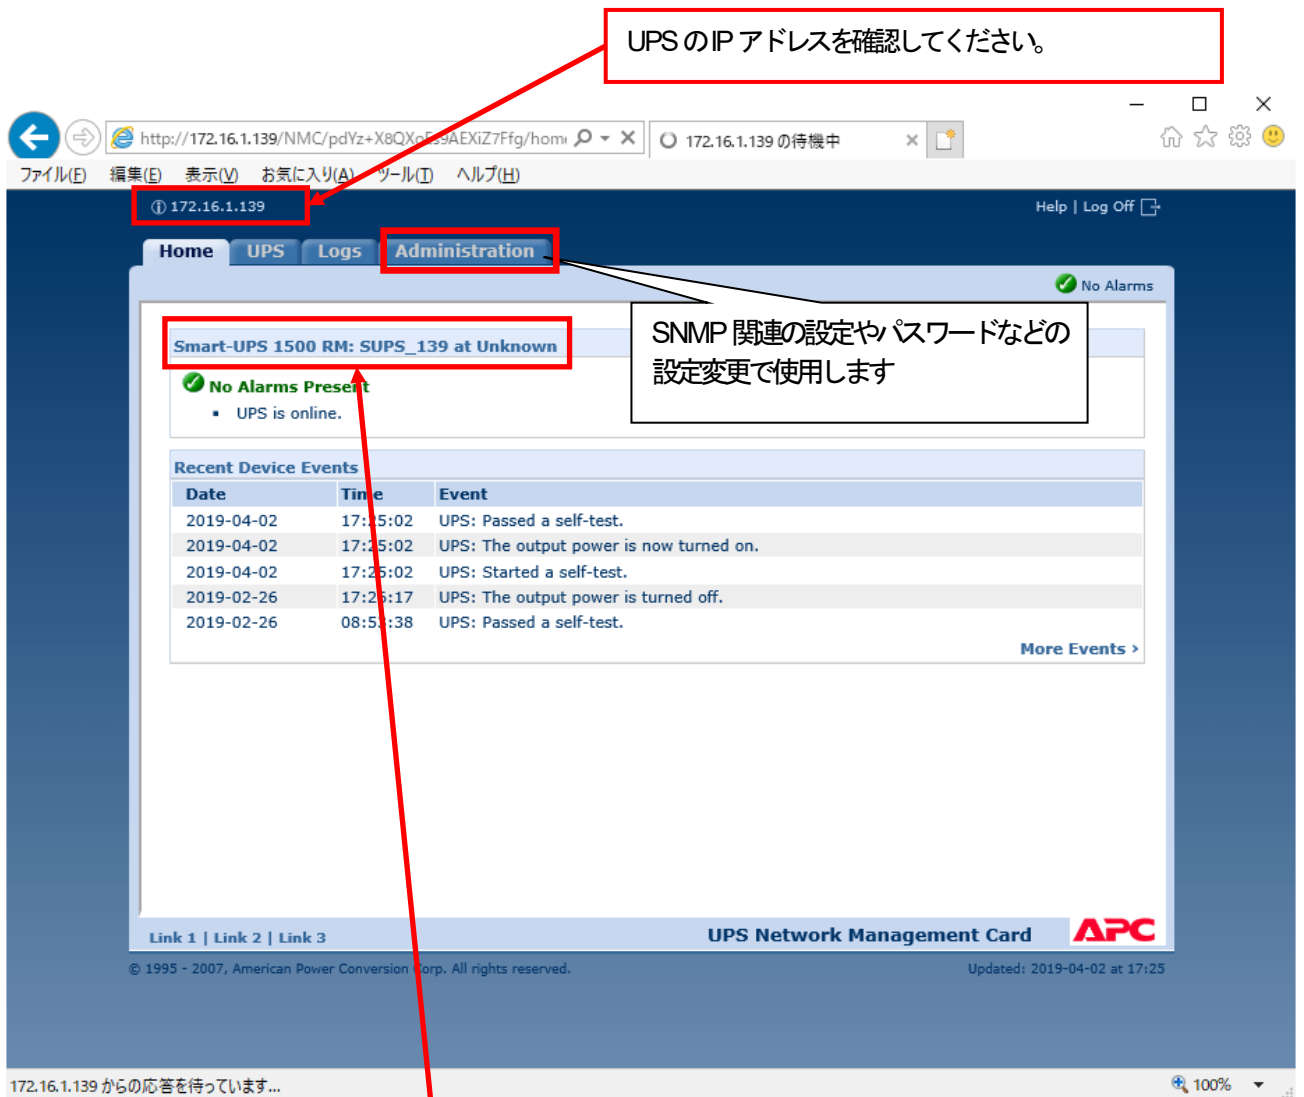 UPS のIP アドレスを確認してください。
http://172.16.1.139/NMC/pdYz+X8QXo
s9AEXiZ7Ffg/hom
172.16.1.139 の待機中
ファイル(F) 編集(E) 表示(V) お気に入り(A) ツール(T) ヘルプ(H)
172.16.1.139
Help | Log Off
Home UPS Logs Administration
No Alarms
SNMP 関連の設定やパスワードなどの
設定変更で使用します
Smart-UPS 1500 RM: SUPS_139 at Unknown
No Alarms Present
UPS is online.
Recent Device Events
Date Time Event
2019-04-02 17:25:02 UPS: Passed a self-test.
2019-04-02 17:25:02 UPS: The output power is now turned on.
2019-04-02 17:25:02 UPS: Started a self-test.
2019-02-26 UPS: The output power is turned off.
2019-02-26 UPS: Passed a self-test.
More Events ›
Link 1 | Link 2 | Link 3
UPS Network Management Card
APC
© 1995 - 2007, American Power Conversion Corp. All rights reserved.
Updated: 2019-04-02 at 17:25
172.16.1.139 からの応答を待っています...
100%